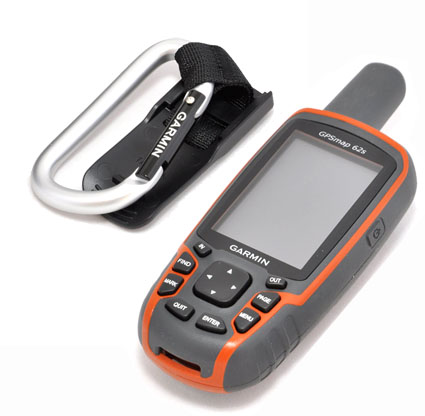 GARMIN
GPSmap 62s
GARMIN
IN
OUT
FIND
PAGE
MARK
MENU
QUIT
ENTER